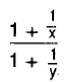 1 + 1/x
1 + 1/y